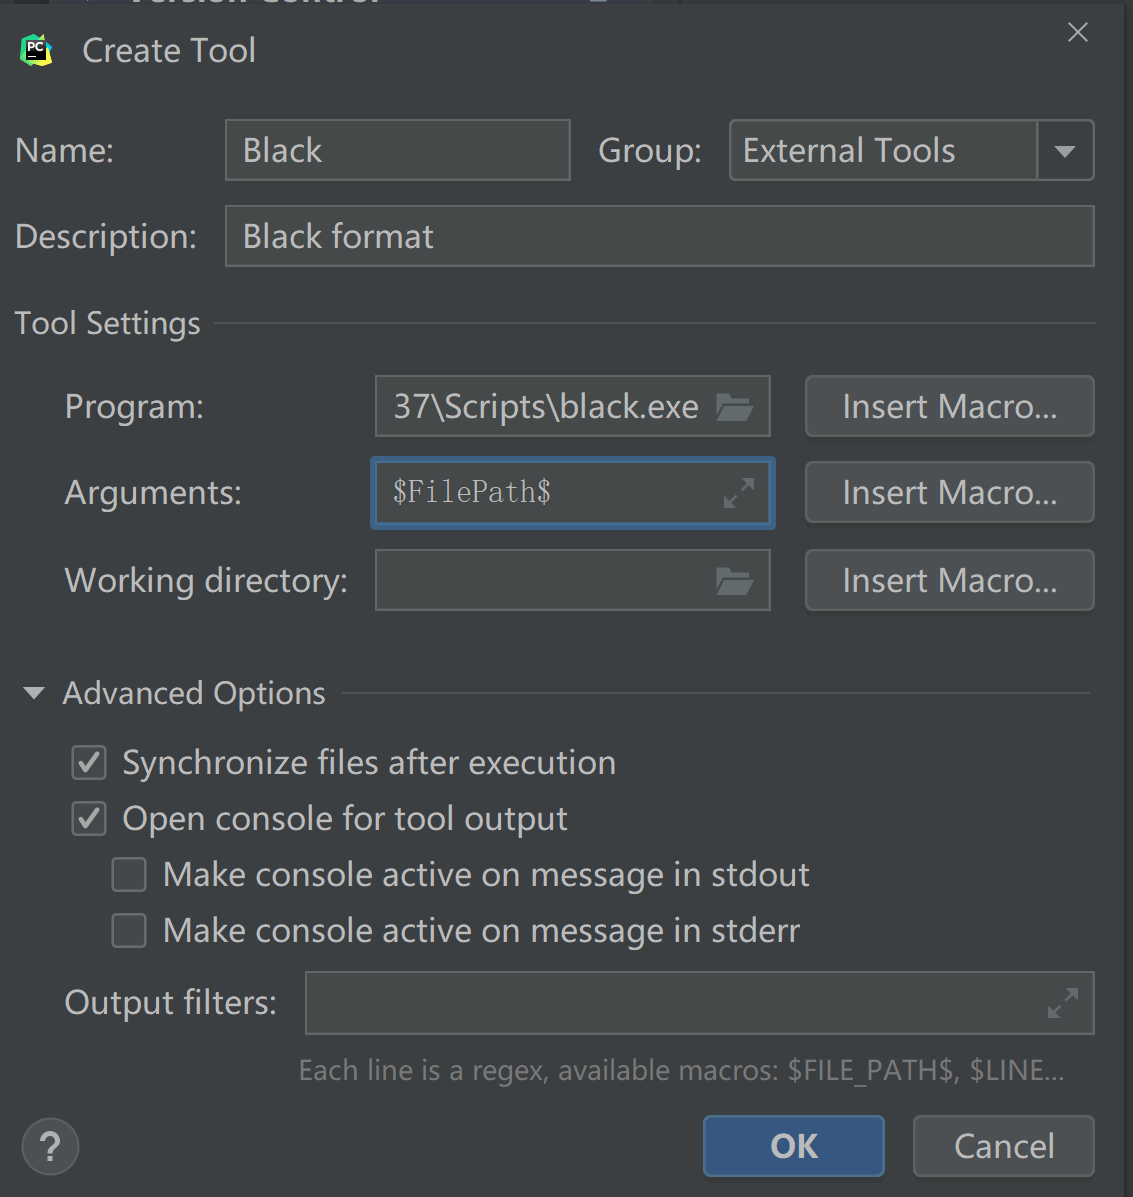 PC
Create Tool
Name: Black Group: External Tools
Description: Black format
Tool Settings
Program: 37\Scripts\black.exe Insert Macro...
Arguments: $FilePath$ Insert Macro...
Working directory: Insert Macro...
Advanced Options
Synchronize files after execution
Open console for tool output
Make console active on message in stdout
Make console active on message in stderr
Output filters:
Each line is a regex, available macros: $FILE_PATH$, $LINE...
? OK Cancel